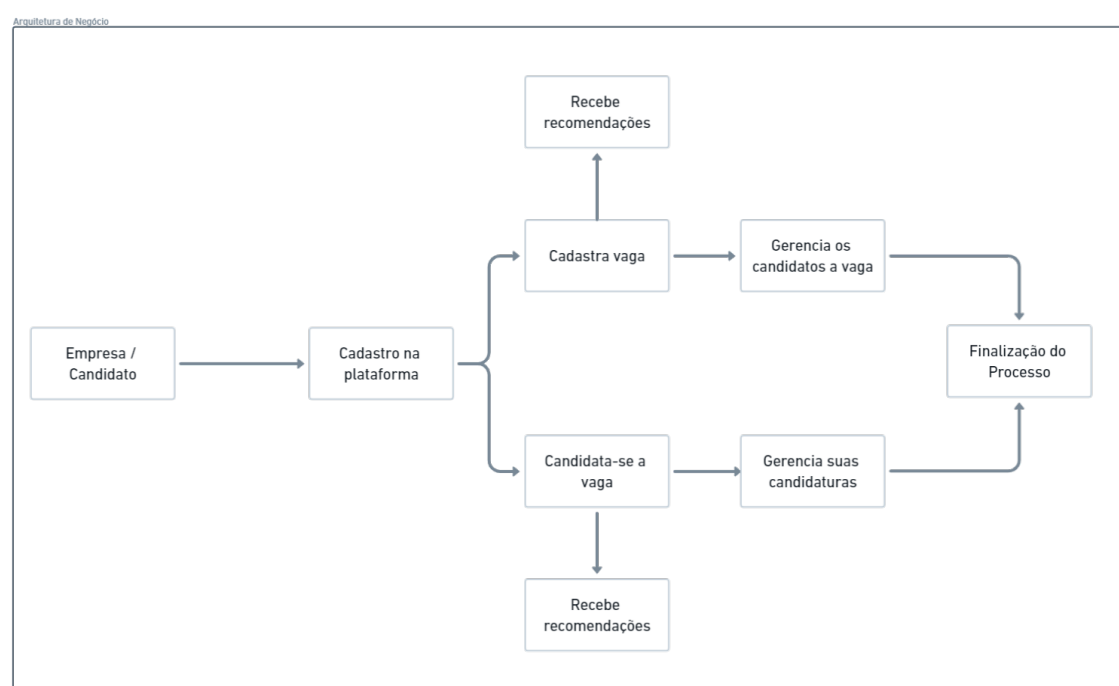 Arquitetura de Negócio
Recebe
recomendações
Cadastra vaga
Gerencia os
candidatos a vaga
Empresa /
Candidato
Cadastro na
plataforma
Finalização do
Processo
Candidata-se a
vaga
Gerencia suas
candidaturas
Recebe
recomendações